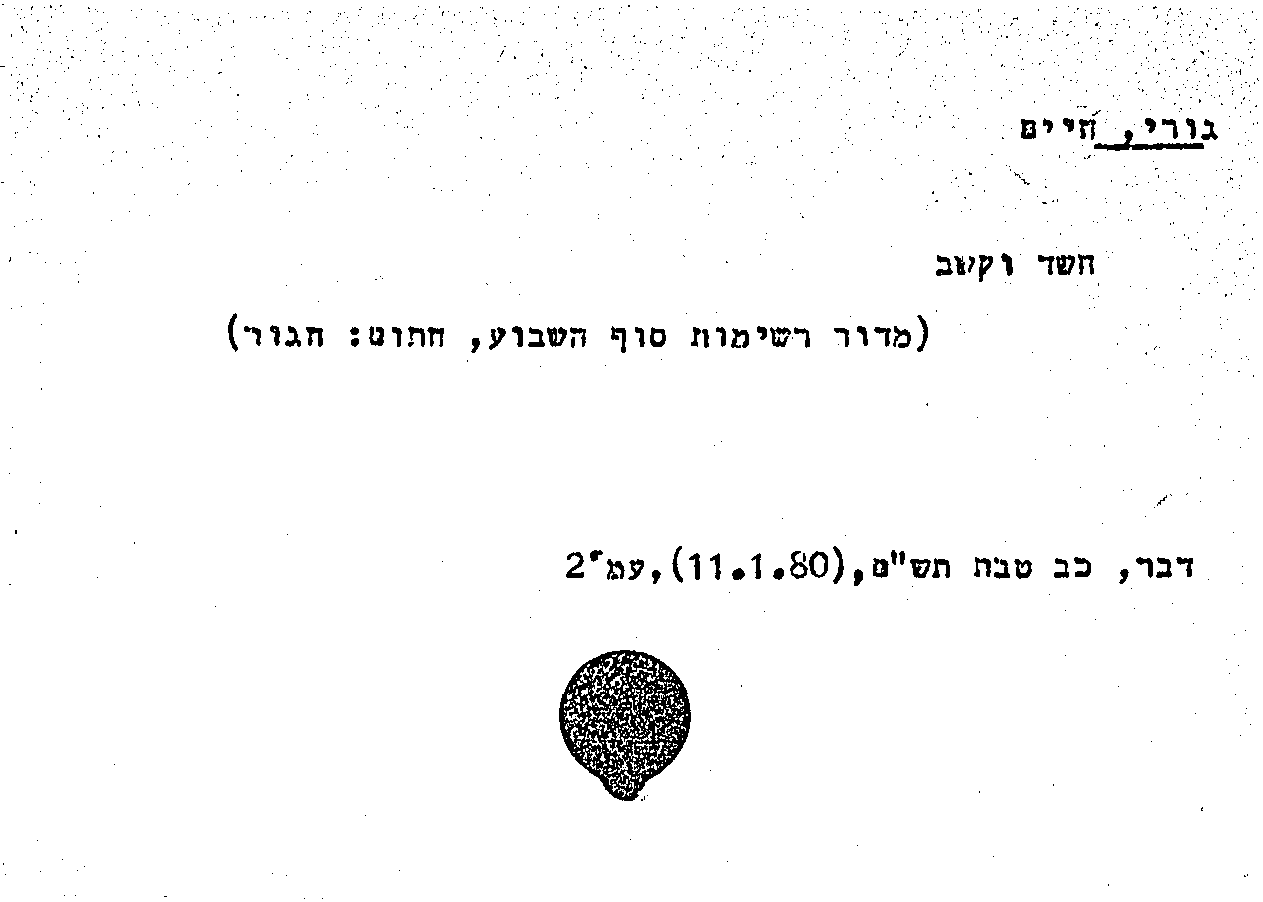 גורי, חיים
חשד וקשב
(מדור רשימות סוף השבוע, חתום: חגור)
דבר, כב טבת תש"ם,(11.1.80),עמ'2